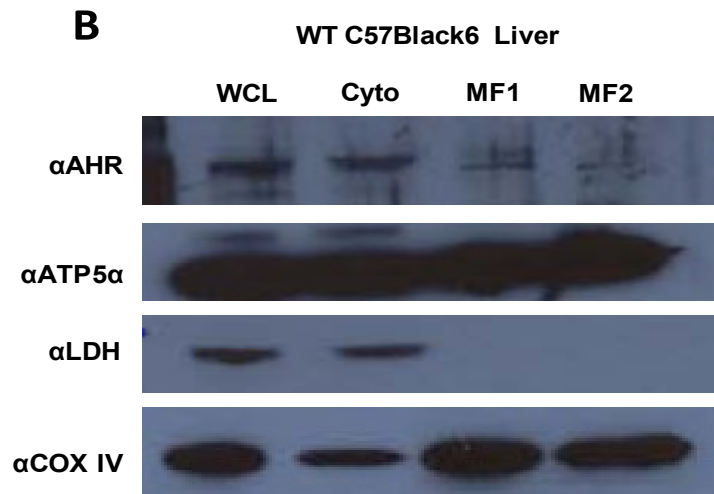 B
WT C57Black6 Liver
WCL Cyto MF1 MF2
αAHR
αATP5α
αLDH
αCOX IV